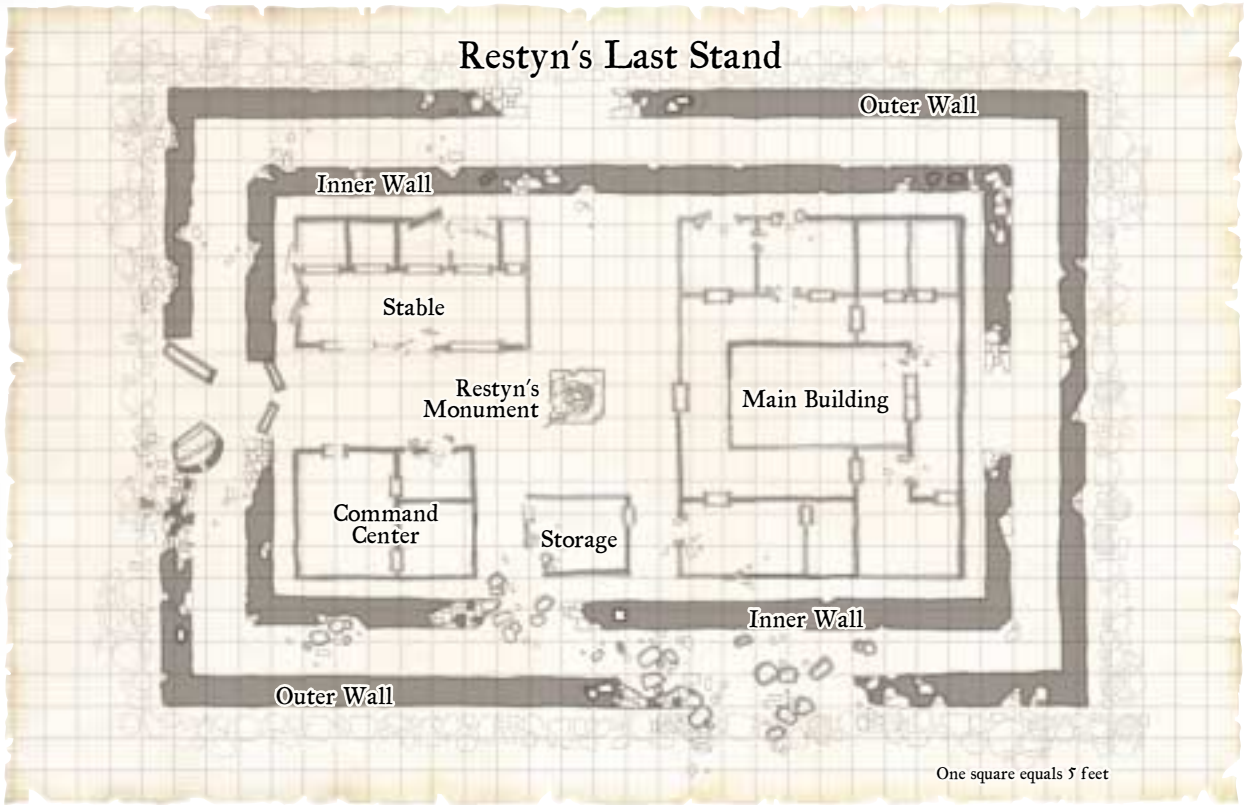 Restyn's Last Stand
Outer Wall
Inner Wall
Stable
Restyn's
Monument
Main Building
Command
Center
Storage
Inner Wall
Outer Wall
One square equals 5 feet